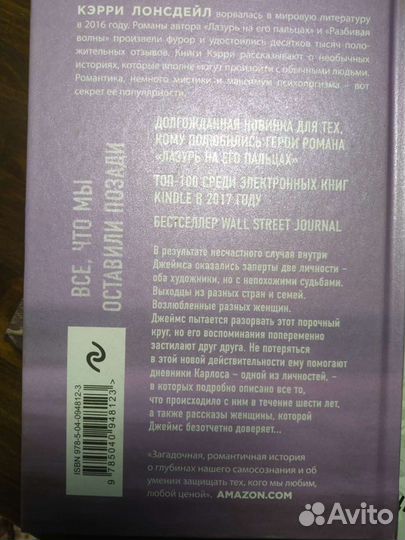 КЭРРИ ЛОНСДЕЙЛ ворвалась в мировую литературу
в 2016 году. Романы автора «Лазурь на его пальцах» и «Разбивая
волны» произвели фурор и удостоились десятков тысяч поло-
жительных отзывов. Книги Кэрри рассказывают о необычных
историях, которые вполне могут произойти с обычными людьми.
Романтика, немного мистики и максимум психологизма – вот
секрет ее популярности.
ДОЛГОЖДАННАЯ НОВИНКА ДЛЯ ТЕХ,
КОМУ ПОЛЮБИЛИСЬ ГЕРОИ РОМАНА
«ЛАЗУРЬ НА ЕГО ПАЛЬЦАХ»
ТОП-100 СРЕДИ ЭЛЕКТРОННЫХ КНИГ
KINDLE В 2017 ГОДУ
БЕСТСЕЛЛЕР WALL STREET JOURNAL
ВСЕ, ЧТО МЫ
ОСТАВИЛИ ПОЗАДИ
В результате несчастного случая внутри
Джеймса оказались заперты две личности –
оба художники, но с непохожими судьбами.
Выходцы из разных стран и семей.
Возлюбленные разных женщин.
Джеймс пытается разорвать этот порочный
круг, но его воспоминания попеременно
застилают друг друга. Не потеряться
в этой новой действительности ему помогают
дневники Карлоса – одной из личностей, –
в которых подробно описано все то,
что происходило с ним в течение шести лет,
а также рассказы женщины, которой
Джеймс безотчетно доверяет...
ISBN 978-5-04-094812-3
9 785040 948123 >
«Загадочная, романтичная история
о глубинах нашего самосознания и об
умении защищать тех, кого мы любим,
любой ценой». AMAZON.COM
Avito